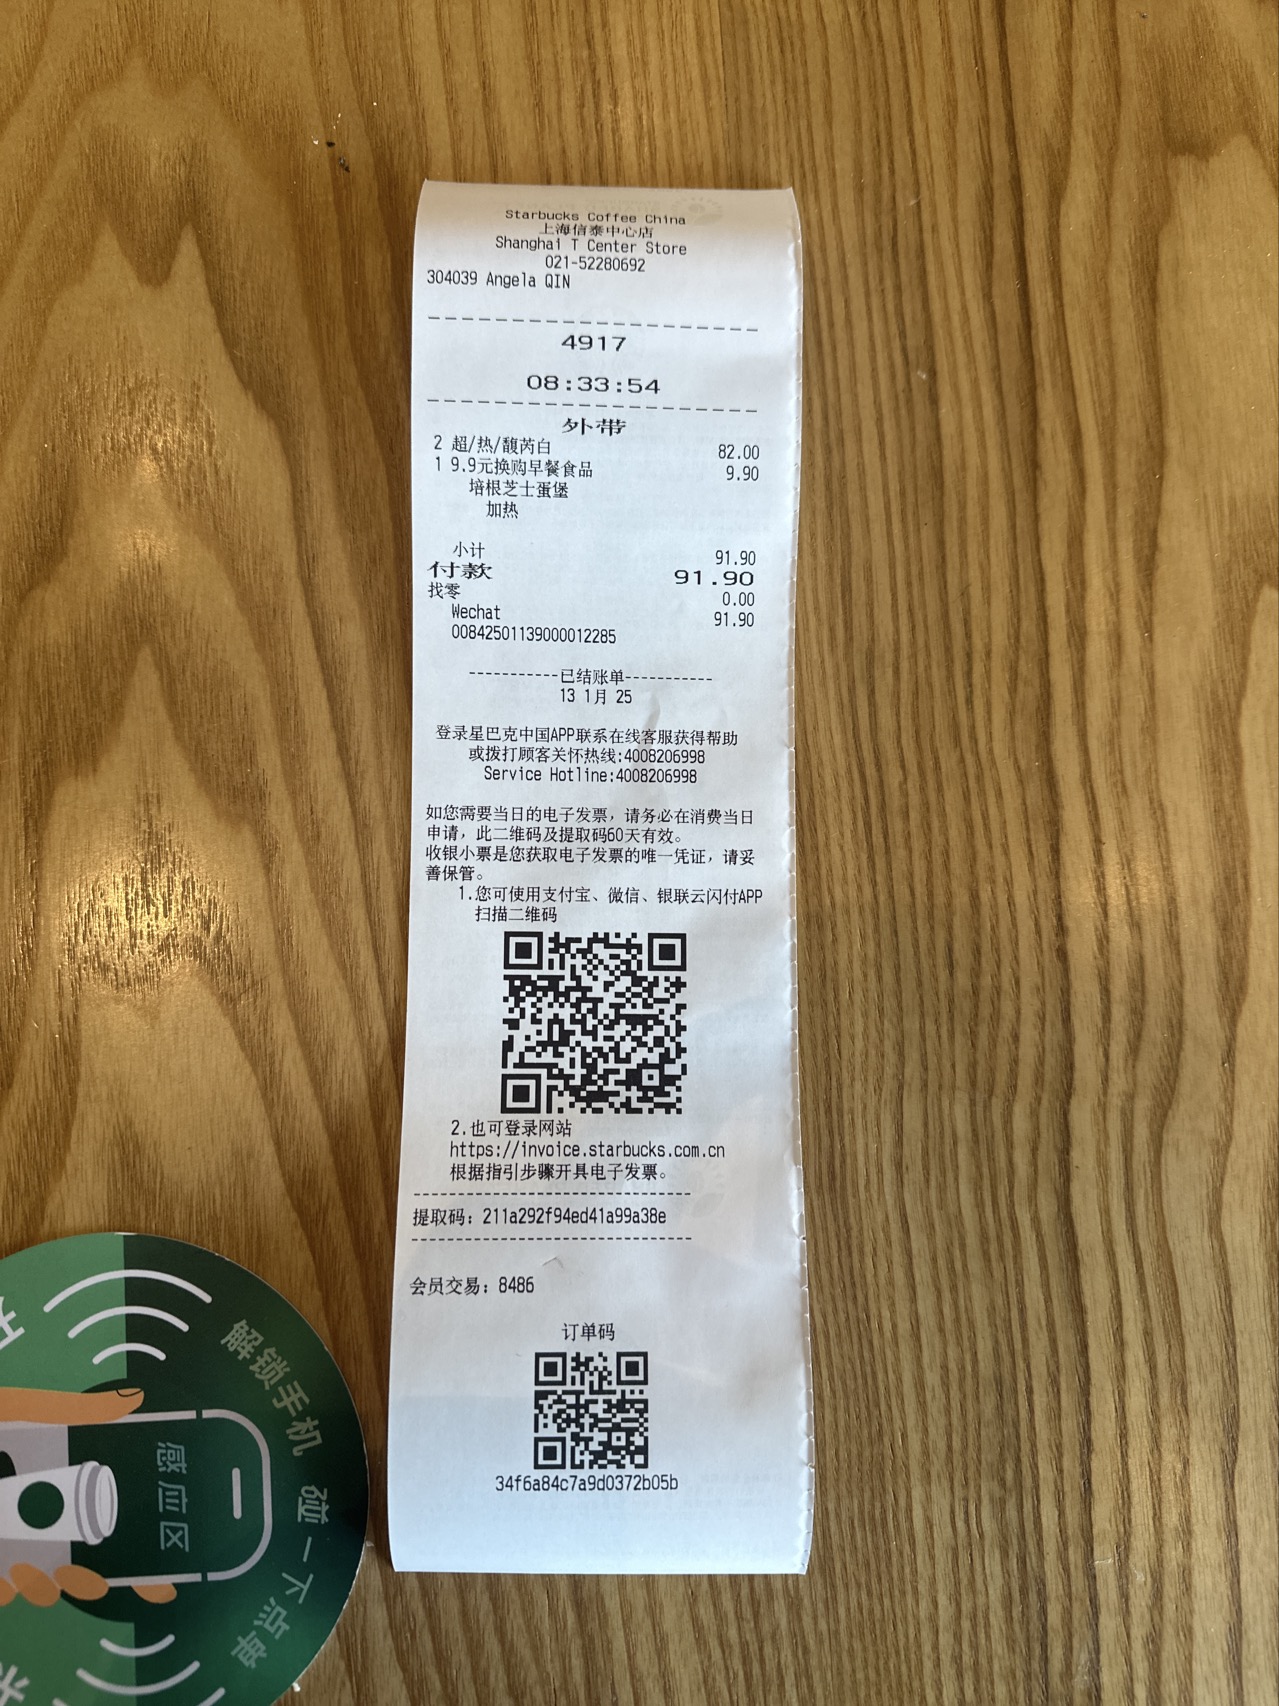 Starbucks Coffee China
上海信泰中心店
Shanghai T Center Store
021-52280692
304039 Angela QIN
4917
08:33:54
外带
2 超/热/馥芮白 82.00
1 9.9元换购早餐食品 9.90
培根芝士蛋堡
加热
小计 91.90
付款 91.90
找零 0.00
Wechat 91.90
00842501139000012285
-----------已结账单-----------
13 1月 25
登录星巴克中国APP联系在线客服获得帮助
或拨打顾客关怀热线:4008206998
Service Hotline:4008206998
如您需要当日的电子发票，请务必在消费当日
申请，此二维码及提取码60天有效。
收银小票是您获取电子发票的唯一凭证，请妥
善保管。
1.您可使用支付宝、微信、银联云闪付APP
扫描二维码
2.也可登录网站
https://invoice.starbucks.com.cn
根据指引步骤开具电子发票。
提取码：211a292f94ed41a99a38e
会员交易：8486
订单码
34f6a84c7a9d0372b05b
解锁手机 碰一下点单
感应区